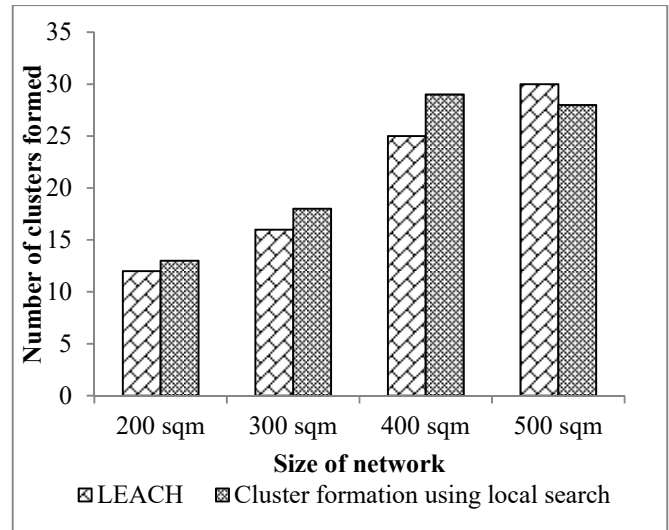 Number of clusters formed
35
30
25
20
15
10
5
0
200 sqm 300 sqm 400 sqm 500 sqm
Size of network
LEACH Cluster formation using local search